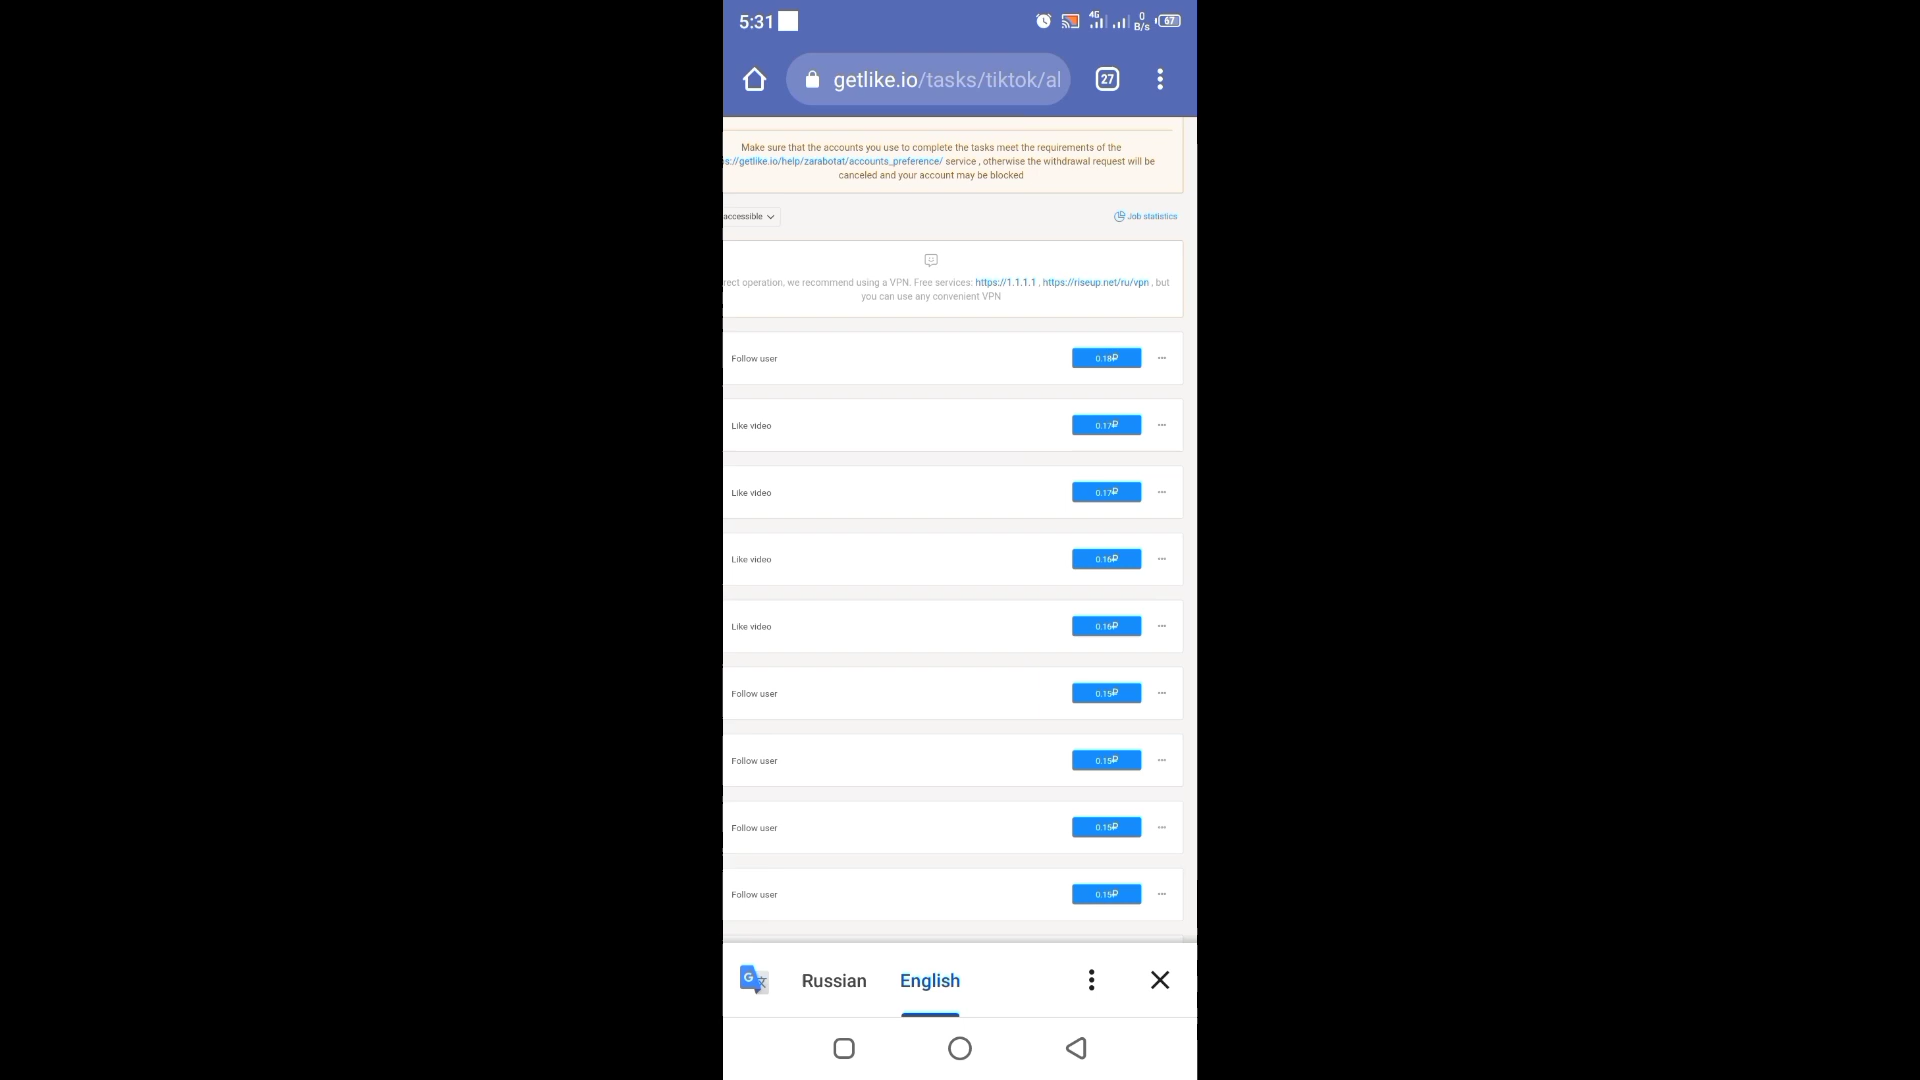 5:31
4G
0
B/s
67
getlike.io/tasks/tiktok/al
27
Make sure that the accounts you use to complete the tasks meet the requirements of the
s://getlike.io/help/zarabotat/accounts_preference/ service , otherwise the withdrawal request will be
canceled and your account may be blocked
accessible
Job statistics
rect operation, we recommend using a VPN. Free services: https://1.1.1.1 , https://riseup.net/ru/vpn , but
you can use any convenient VPN
Follow user 0.18₽
Like video 0.17₽
Like video 0.17₽
Like video 0.16₽
Like video 0.16₽
Follow user 0.15₽
Follow user 0.15₽
Follow user 0.15₽
Follow user 0.15₽
G 文 Russian English